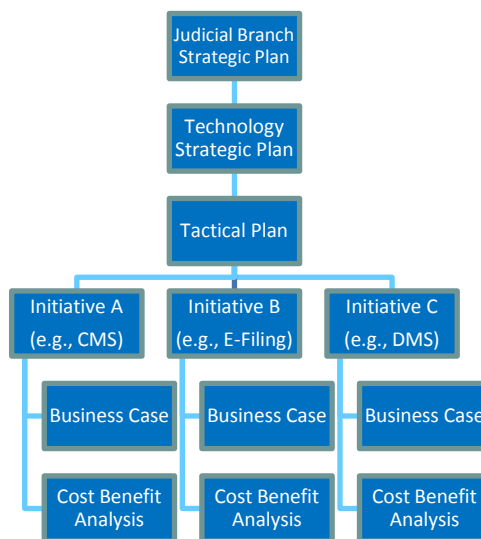 Judicial Branch
Strategic Plan
Technology
Strategic Plan
Tactical Plan
Initiative A
(e.g., CMS)
Initiative B
(e.g., E-Filing)
Initiative C
(e.g., DMS)
Business Case
Business Case
Business Case
Cost Benefit
Analysis
Cost Benefit
Analysis
Cost Benefit
Analysis